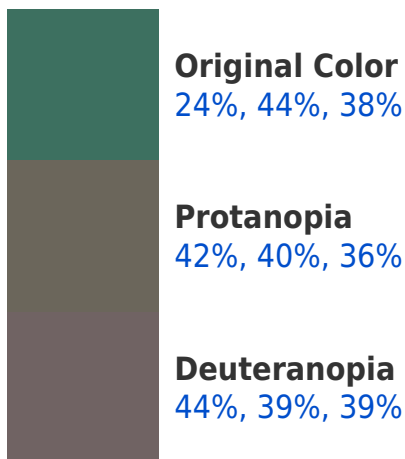 Original Color
24%, 44%, 38%
Protanopia
42%, 40%, 36%
Deuteranopia
44%, 39%, 39%